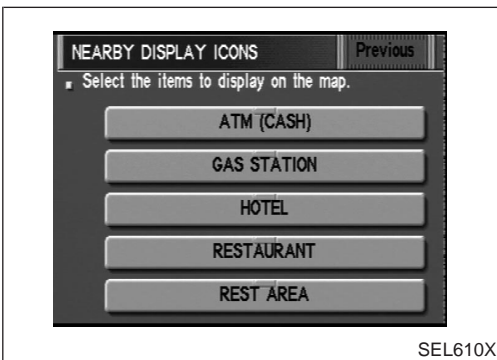 NEARBY DISPLAY ICONS Previous
Select the items to display on the map.
ATM (CASH)
GAS STATION
HOTEL
RESTAURANT
REST AREA
SEL610X